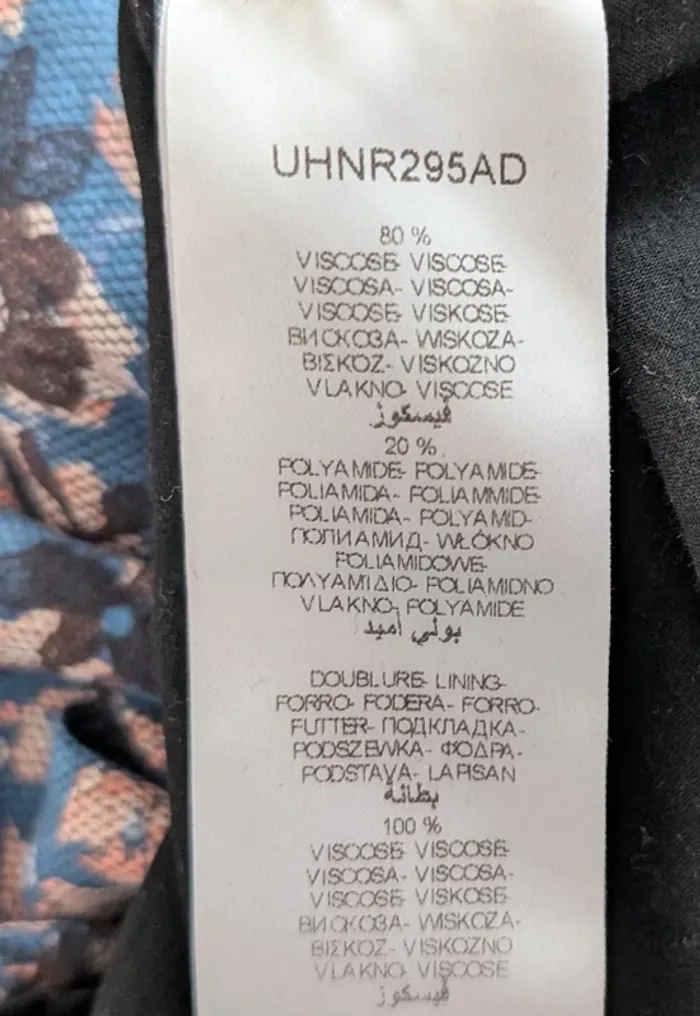 UHNR295AD
80 %
VISCOSE- VISCOSE-
VISCOSA- VISCOSA-
VISCOSE- VISKOSE-
ВИСКОЗА- WISKOZA-
ΒΙΣΚΟΖ- VISKOZNO
VLAKNO- VISCOSE
فيسكوز
20 %
POLYAMIDE- POLYAMIDE-
POLIAMIDA- POLIAMMIDE-
POLIAMIDA- POLYAMID-
ПОЛИАМИД- WŁÓKNO
POLIAMIDOWE-
ΠΟΛΥΑΜΙΔΙΟ- POLIAMIDNO
VLAKNO- POLYAMIDE
بولي اميد
DOUBLURE- LINING-
FORRO- FODERA- FORRO-
FUTTER- ПОДКЛАДКА-
PODSZEWKA- ΦΟΔΡΑ-
PODSTAVA- LAPISAN
بطانة
100 %
VISCOSE- VISCOSE-
VISCOSA- VISCOSA-
VISCOSE- VISKOSE-
ВИСКОЗА- WISKOZA-
ΒΙΣΚΟΖ- VISKOZNO
VLAKNO- VISCOSE
فيسكوز